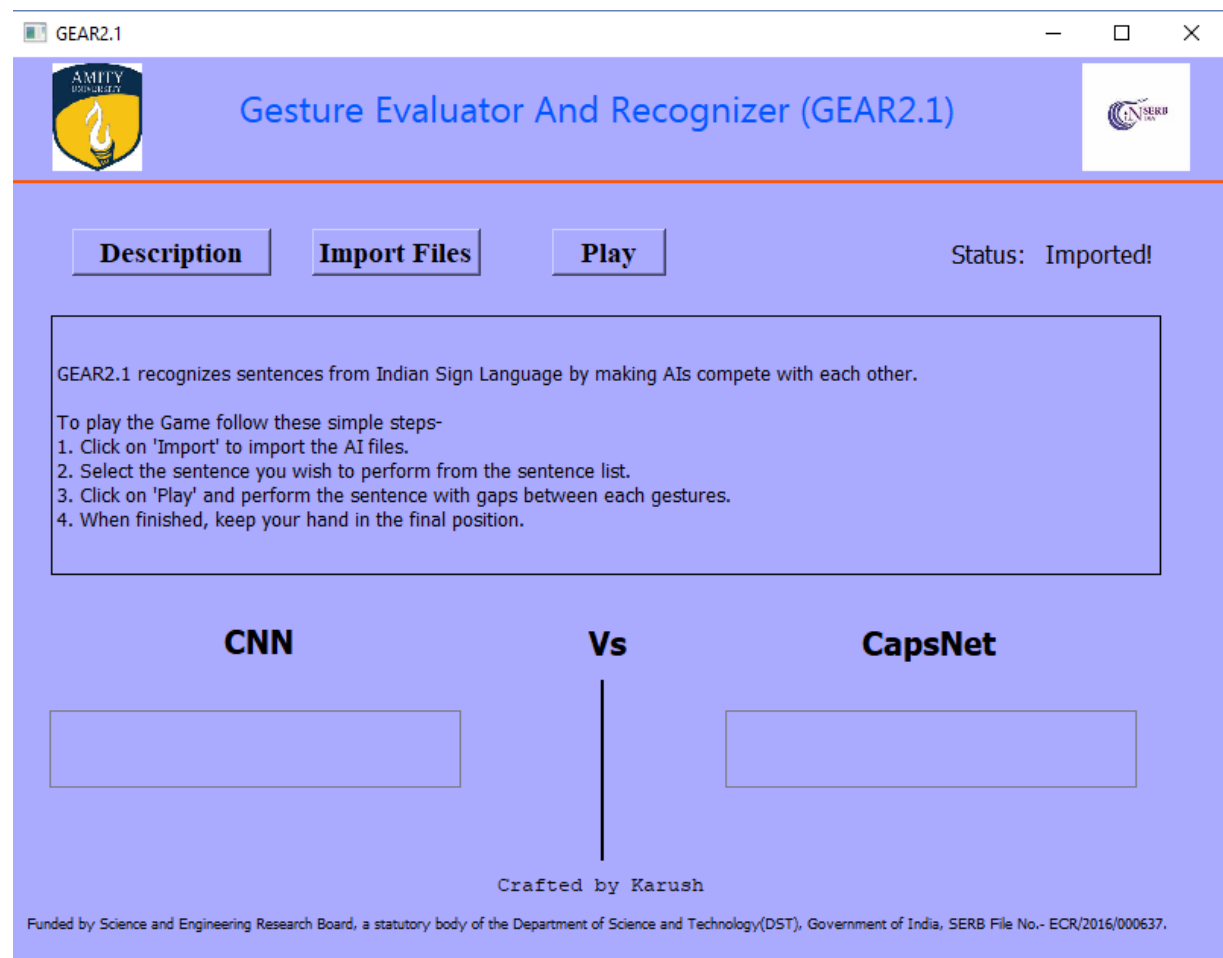 GEAR2.1
AMITY
UNIVERSITY
Gesture Evaluator And Recognizer (GEAR2.1)
SERB
Description
Import Files
Play
Status: Imported!
GEAR2.1 recognizes sentences from Indian Sign Language by making AIs compete with each other.
To play the Game follow these simple steps-
1. Click on 'Import' to import the AI files.
2. Select the sentence you wish to perform from the sentence list.
3. Click on 'Play' and perform the sentence with gaps between each gestures.
4. When finished, keep your hand in the final position.
CNN
Vs
CapsNet
Crafted by Karush
Funded by Science and Engineering Research Board, a statutory body of the Department of Science and Technology(DST), Government of India, SERB File No.- ECR/2016/000637.